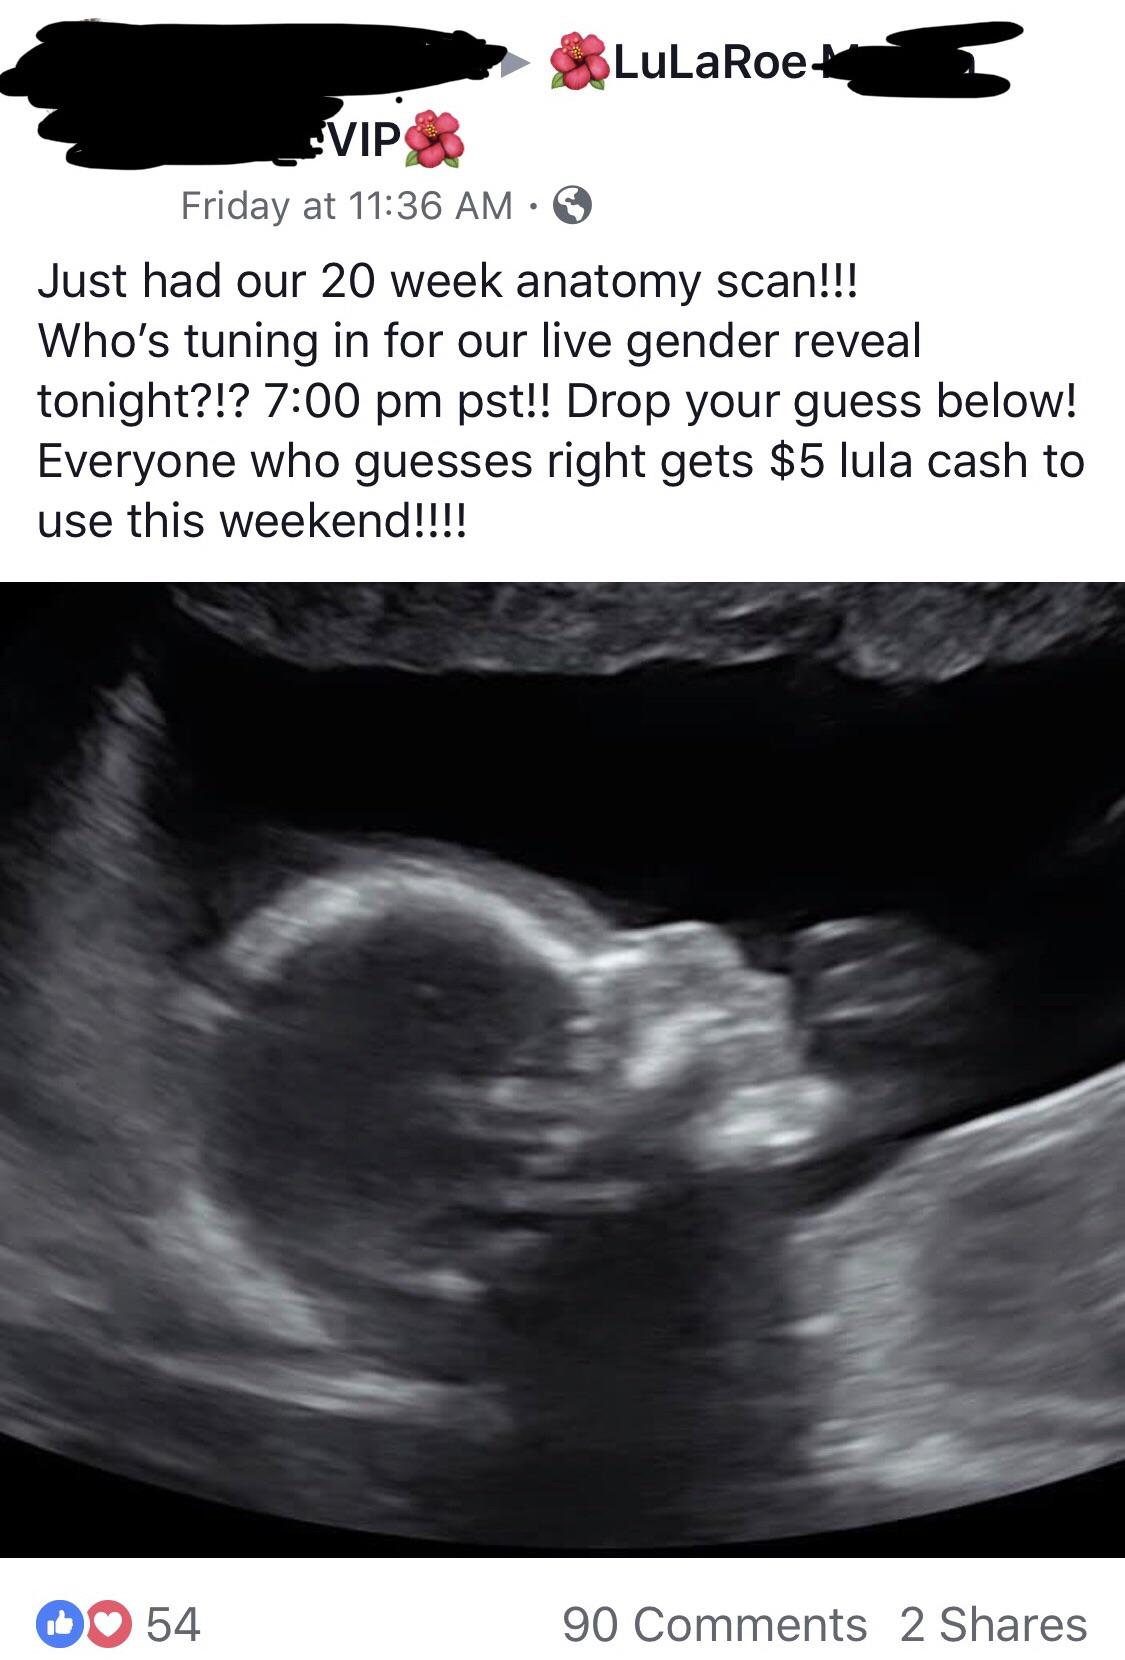 LuLaRoe
VIP
Friday at 11:36 AM ·
Just had our 20 week anatomy scan!!!
Who's tuning in for our live gender reveal
tonight?!? 7:00 pm pst!! Drop your guess below!
Everyone who guesses right gets $5 lula cash to
use this weekend!!!!
54 90 Comments 2 Shares